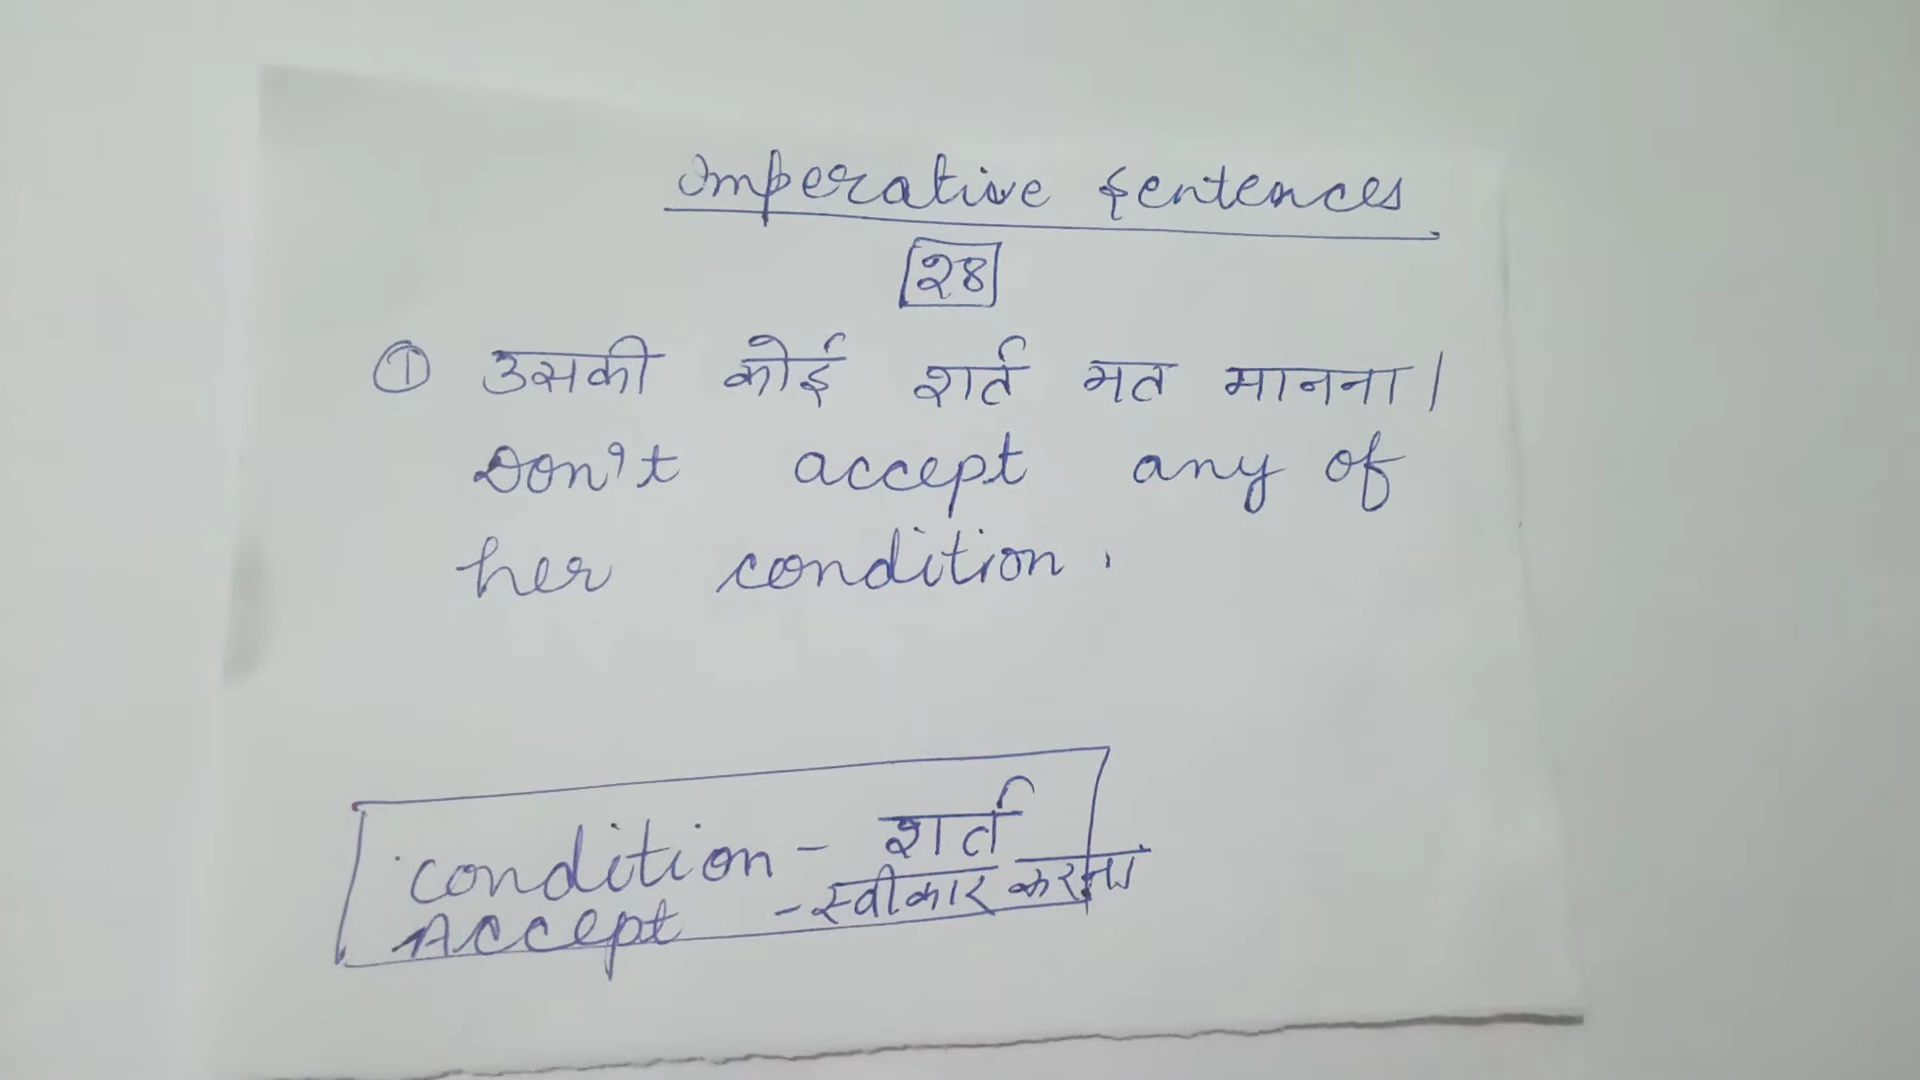 Imperative Sentences
28
① उसकी कोई शर्त मत मानना।
Don't accept any of
her condition.
condition - शर्त
Accept - स्वीकार करना